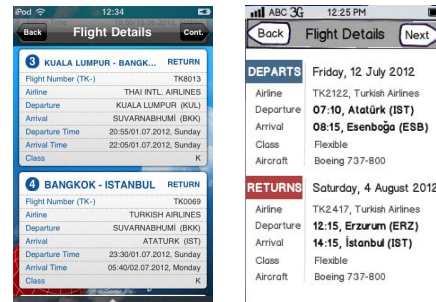 iPod 12:34
Back Flight Details Cont.
3 KUALA LUMPUR - BANGK... RETURN
Flight Number (TK-) TK8013
Airline THAI INTL. AIRLINES
Departure KUALA LUMPUR (KUL)
Arrival SUVARNABHUMİ (BKK)
Departure Time 20:55/01.07.2012, Sunday
Arrival Time 22:05/01.07.2012, Sunday
Class K
4 BANGKOK - ISTANBUL RETURN
Flight Number (TK-) TK0069
Airline TURKISH AIRLINES
Departure SUVARNABHUMİ (BKK)
Arrival ATATURK (IST)
Departure Time 23:30/01.07.2012, Sunday
Arrival Time 05:40/02.07.2012, Monday
Class K
ABC 3G 12:25 PM
Back Flight Details Next
DEPARTS Friday, 12 July 2012
Airline TK2122, Turkish Airlines
Departure 07:10, Atatürk (IST)
Arrival 08:15, Esenboğa (ESB)
Class Flexible
Aircraft Boeing 737-800
RETURNS Saturday, 4 August 2012
Airline TK2417, Turkish Airlines
Departure 12:15, Erzurum (ERZ)
Arrival 14:15, İstanbul (IST)
Class Flexible
Aircraft Boeing 737-800